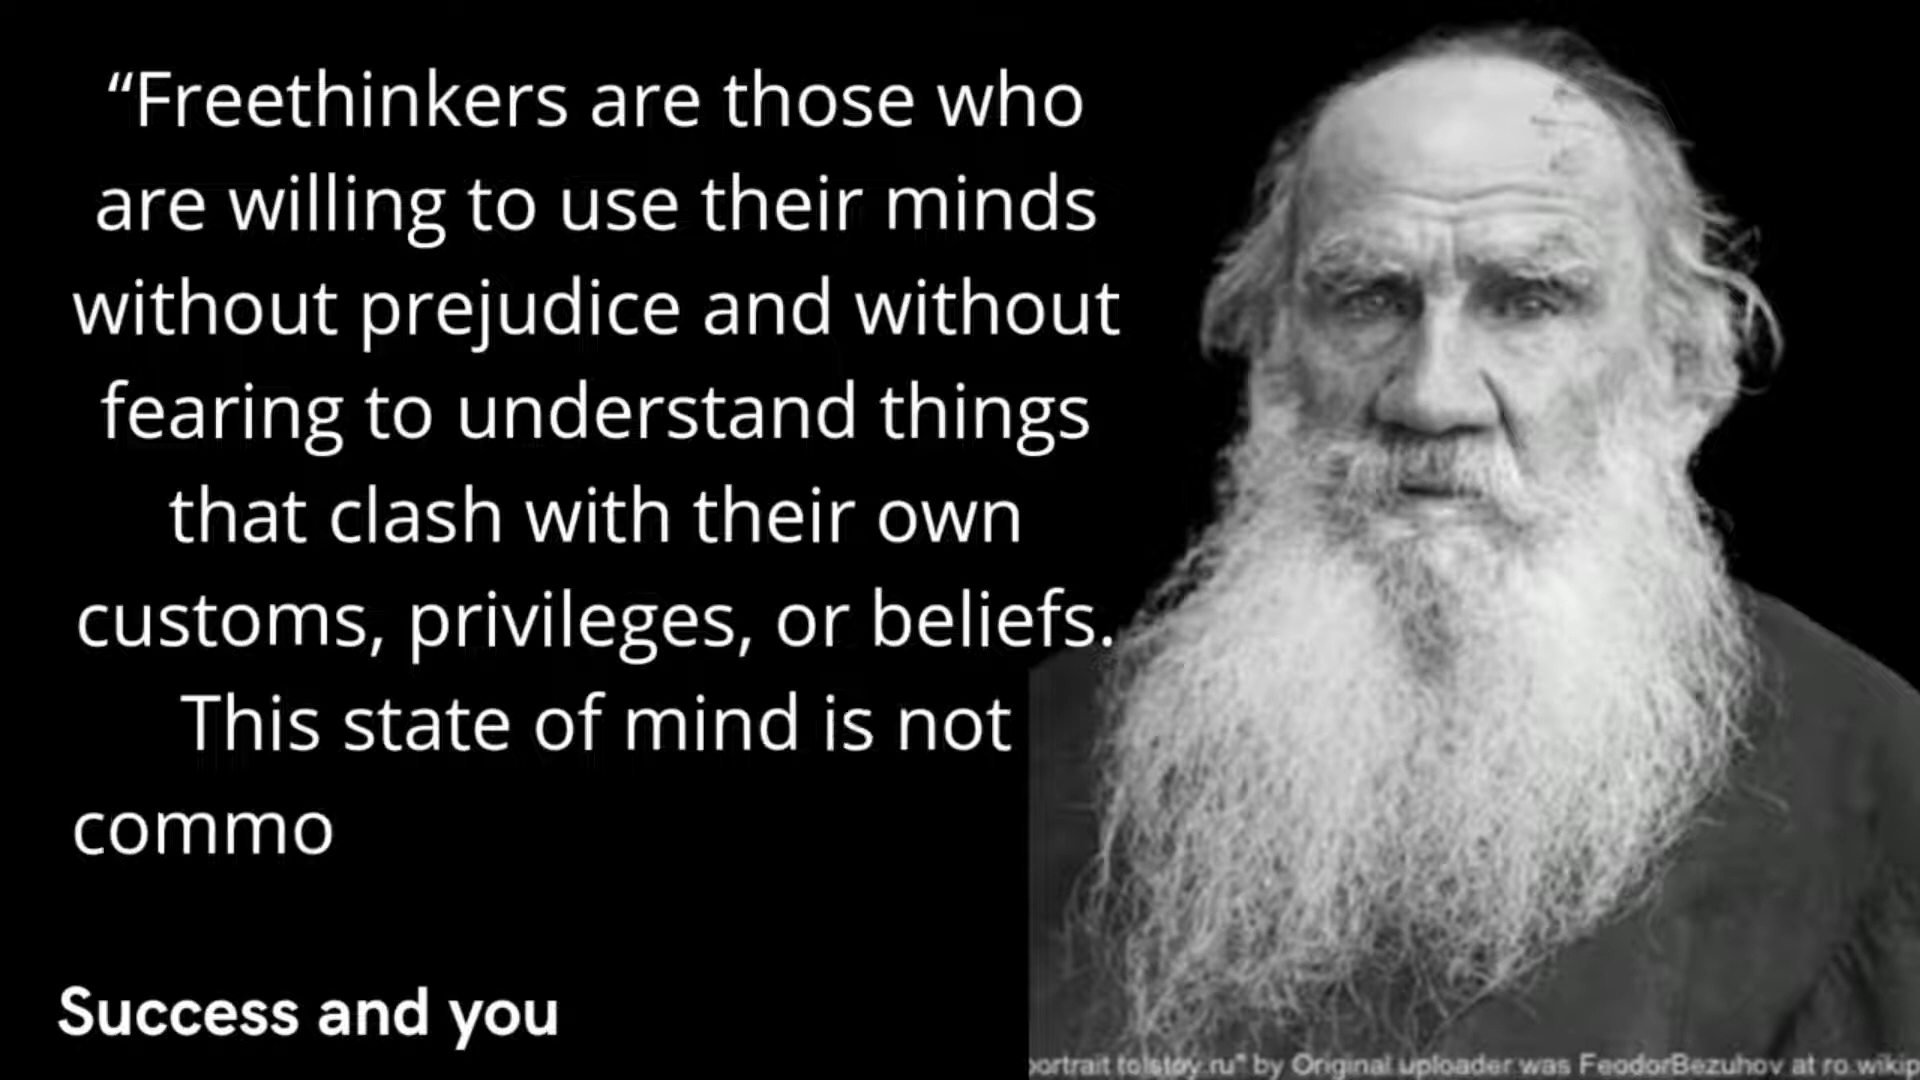 “Freethinkers are those who
are willing to use their minds
without prejudice and without
fearing to understand things
that clash with their own
customs, privileges, or beliefs.
This state of mind is not
commo
Success and you
portrait tolstoy ru" by Original uploader was FeodorBezuhov at ro.wikip